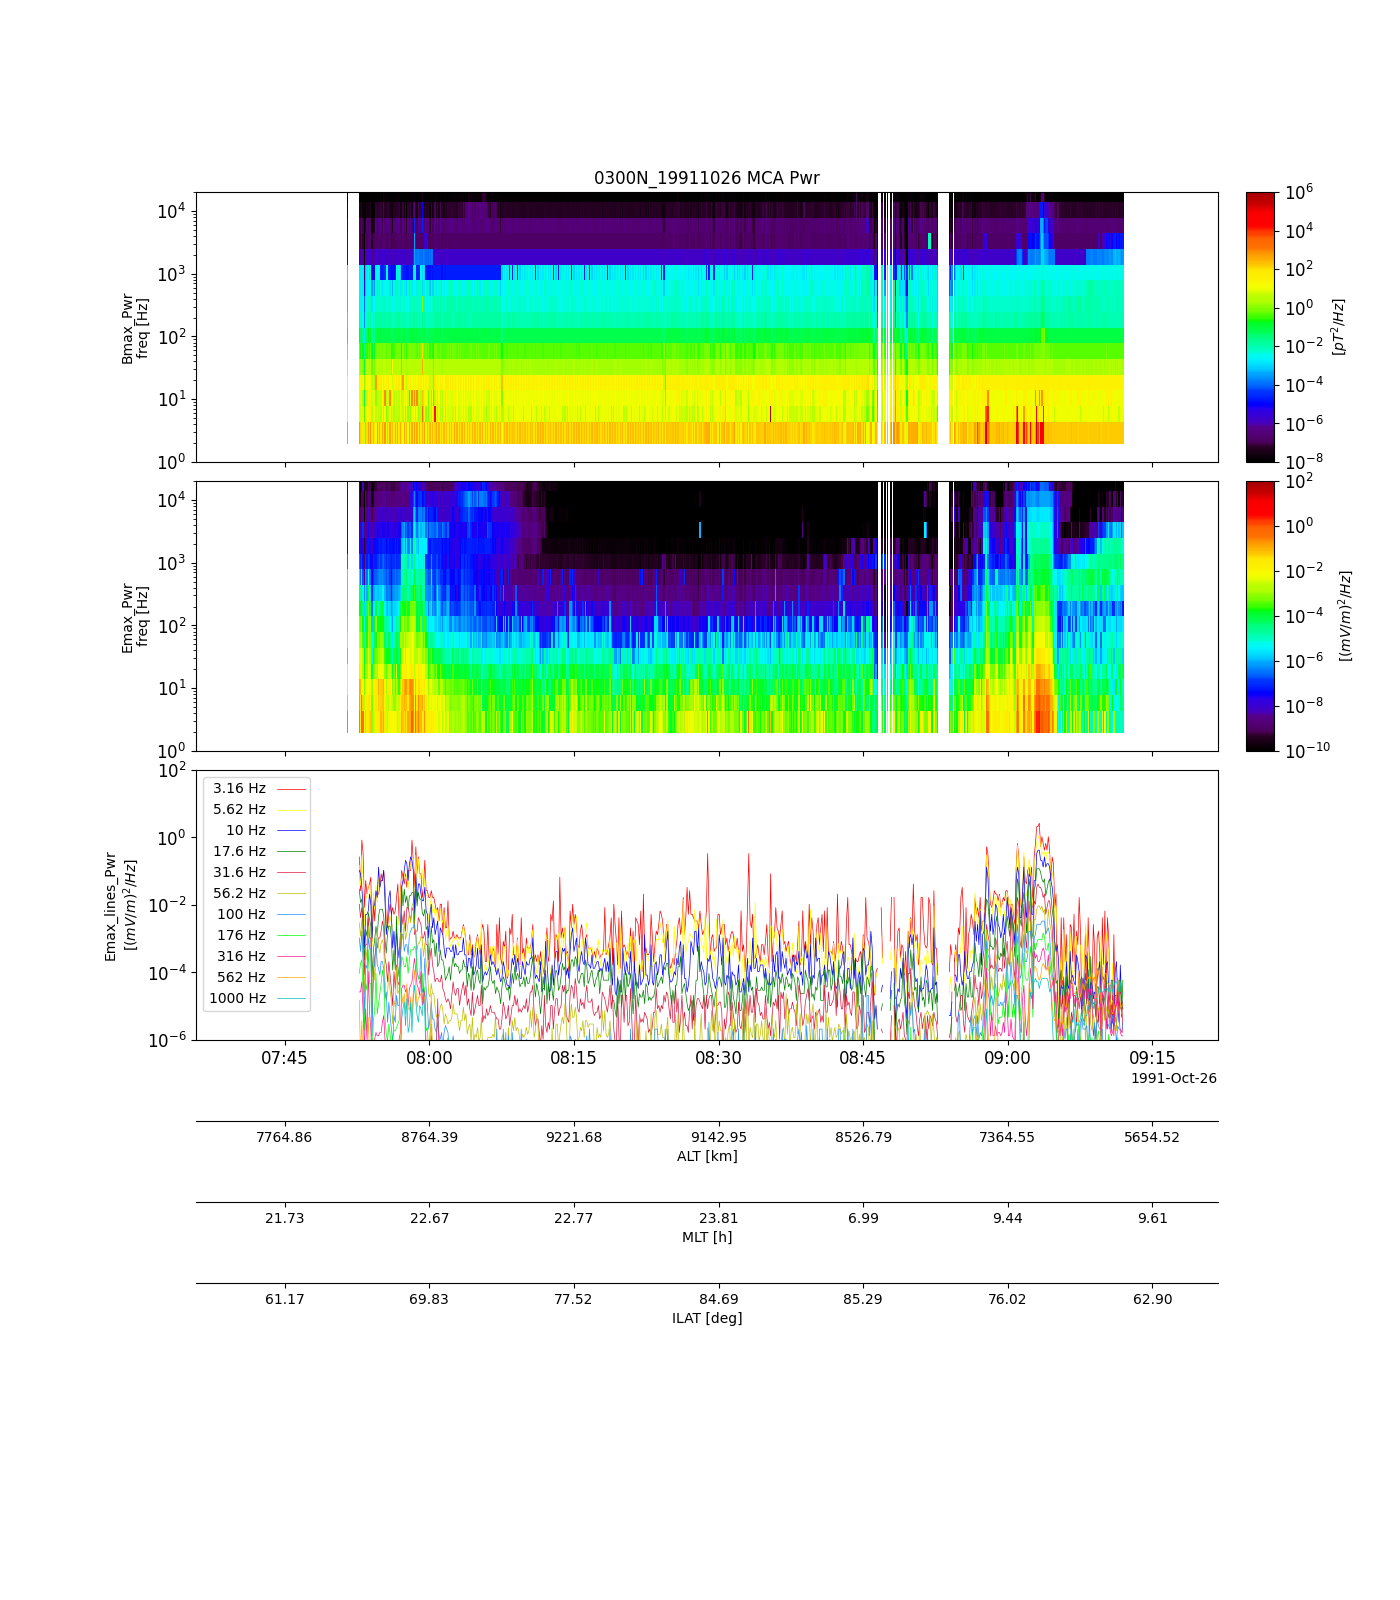 0300N_19911026 MCA Pwr
Bmax_Pwr
freq [Hz]
10^4
10^3
10^2
10^1
10^0
10^6
10^4
10^2
10^0
10^-2
10^-4
10^-6
10^-8
[pT^2/Hz]
Emax_Pwr
freq [Hz]
10^4
10^3
10^2
10^1
10^0
10^2
10^0
10^-2
10^-4
10^-6
10^-8
10^-10
[(mV/m)^2/Hz]
Emax_lines_Pwr
[(mV/m)^2/Hz]
10^2
10^0
10^-2
10^-4
10^-6
3.16 Hz
5.62 Hz
10 Hz
17.6 Hz
31.6 Hz
56.2 Hz
100 Hz
176 Hz
316 Hz
562 Hz
1000 Hz
07:45 08:00 08:15 08:30 08:45 09:00 09:15
1991-Oct-26
7764.86 8764.39 9221.68 9142.95 8526.79 7364.55 5654.52
ALT [km]
21.73 22.67 22.77 23.81 6.99 9.44 9.61
MLT [h]
61.17 69.83 77.52 84.69 85.29 76.02 62.90
ILAT [deg]